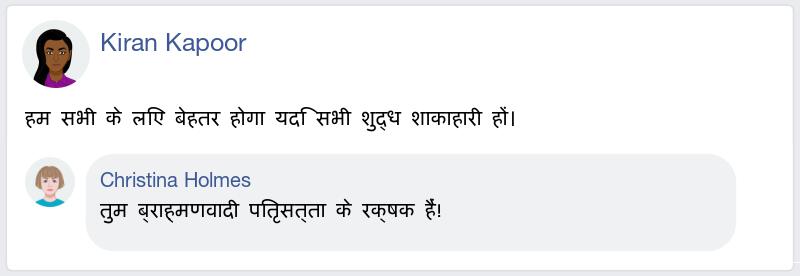 Kiran Kapoor
हम सभी के लिए बेहतर होगा यदि सभी शुद्ध शाकाहारी हों।
Christina Holmes
तुम ब्राह्मणवादी पितृसत्ता के रक्षक हैं!